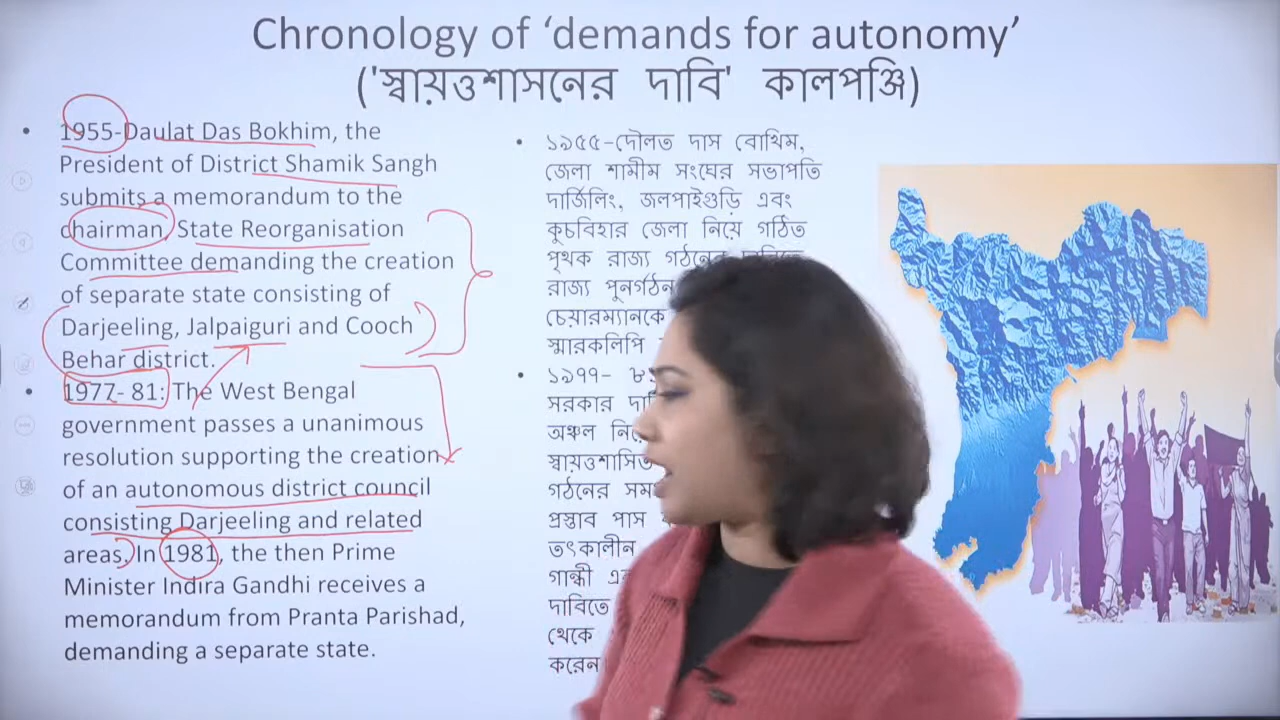 Chronology of ‘demands for autonomy’
('স্বায়ত্তশাসনের দাবি' কালপঞ্জি)
• 1955-Daulat Das Bokhim, the
President of District Shamik Sangh
submits a memorandum to the
chairman, State Reorganisation
Committee demanding the creation
of separate state consisting of
Darjeeling, Jalpaiguri and Cooch
Behar district.
• 1977- 81: The West Bengal
government passes a unanimous
resolution supporting the creation
of an autonomous district council
consisting Darjeeling and related
areas. In 1981, the then Prime
Minister Indira Gandhi receives a
memorandum from Pranta Parishad,
demanding a separate state.
• ১৯৫৫-দৌলত দাস বোখিম,
জেলা শামীম সংঘের সভাপতি
দার্জিলিং, জলপাইগুড়ি এবং
কুচবিহার জেলা নিয়ে গঠিত
পৃথক রাজ্য গঠনের
রাজ্য পুনর্গঠন
চেয়ারম্যানকে
স্মারকলিপি
• ১৯৭৭-
সরকার
অঞ্চল
গঠনের
প্রস্তাব পাস
তৎকালীন
গান্ধী
দাবিতে
থেকে
করেন